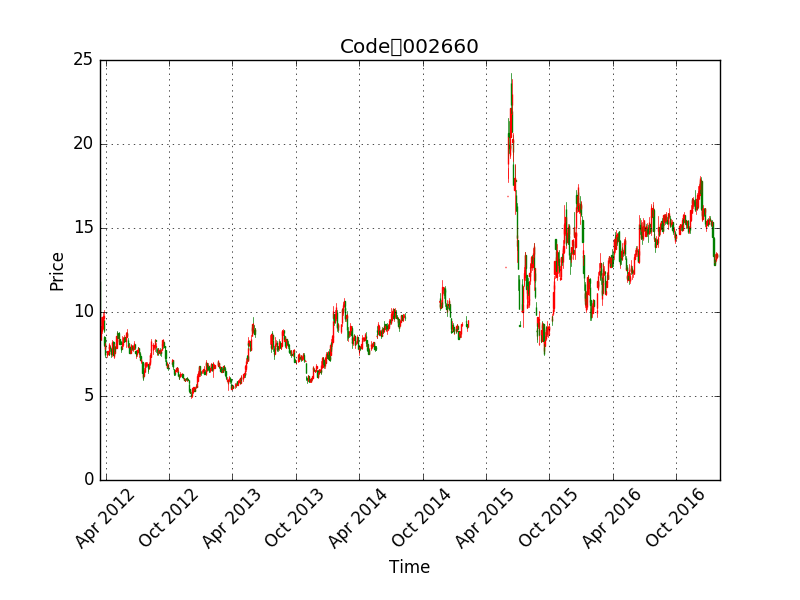 Code▯002660
25
20
15
10
5
0
Price
Apr 2012
Oct 2012
Apr 2013
Oct 2013
Apr 2014
Oct 2014
Apr 2015
Oct 2015
Apr 2016
Oct 2016
Time